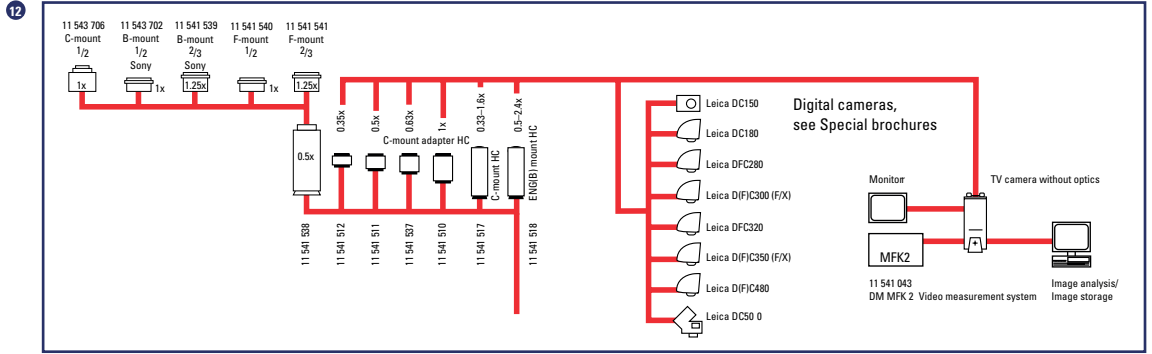 12
11 543 706
C-mount
1/2
1x
11 543 702
B-mount
1/2
Sony
1x
11 541 539
B-mount
2/3
Sony
1.25x
11 541 540
F-mount
1/2
1x
11 541 541
F-mount
2/3
1.25x
0.5x
0.35x
0.5x
0.63x
1x
0.33–1.6x
0.5–2.4x
C-mount adapter HC
C-mount HC
ENG(B) mount HC
11 541 538
11 541 512
11 541 511
11 541 537
11 541 510
11 541 517
11 541 518
Leica DC150
Leica DC180
Leica DFC280
Leica D(F)C300 (F/X)
Leica DFC320
Leica D(F)C350 (F/X)
Leica D(F)C480
Leica DC50 0
Digital cameras,
see Special brochures
Monitor
TV camera without optics
MFK2
11 541 043
DM MFK 2 Video measurement system
Image analysis/
Image storage